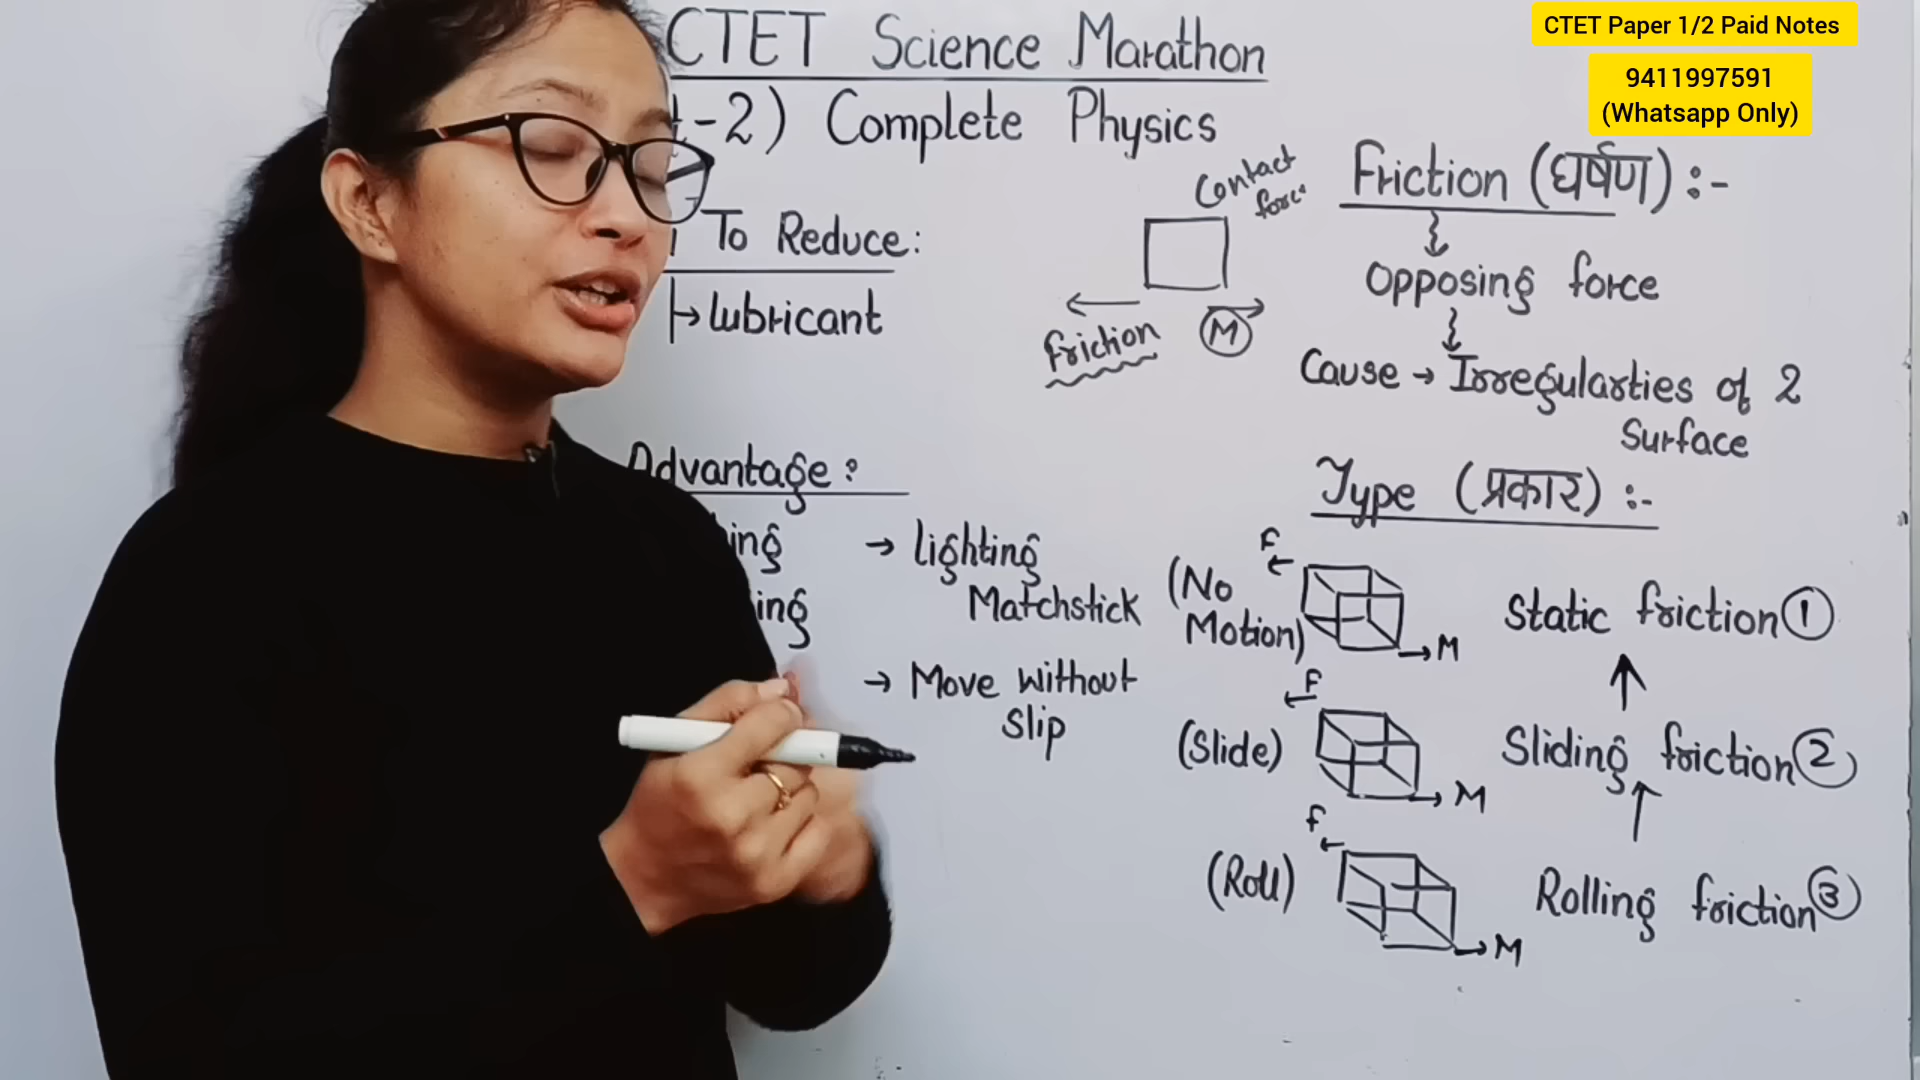 CTET Science Marathon
t-2) Complete Physics
CTET Paper 1/2 Paid Notes
9411997591
(Whatsapp Only)
To Reduce:
→ Lubricant
Contact
force
Friction
M
Friction (घर्षण) :-
Opposing force
Cause → Irregularties of 2
Surface
Advantage:
ing
→ lighting
Matchstick
ing
→ Move without
Slip
Type (प्रकार) :-
F
(No
Motion)
M
Static friction ①
F
(Slide)
M
Sliding friction ②
F
(Roll)
M
Rolling friction ③